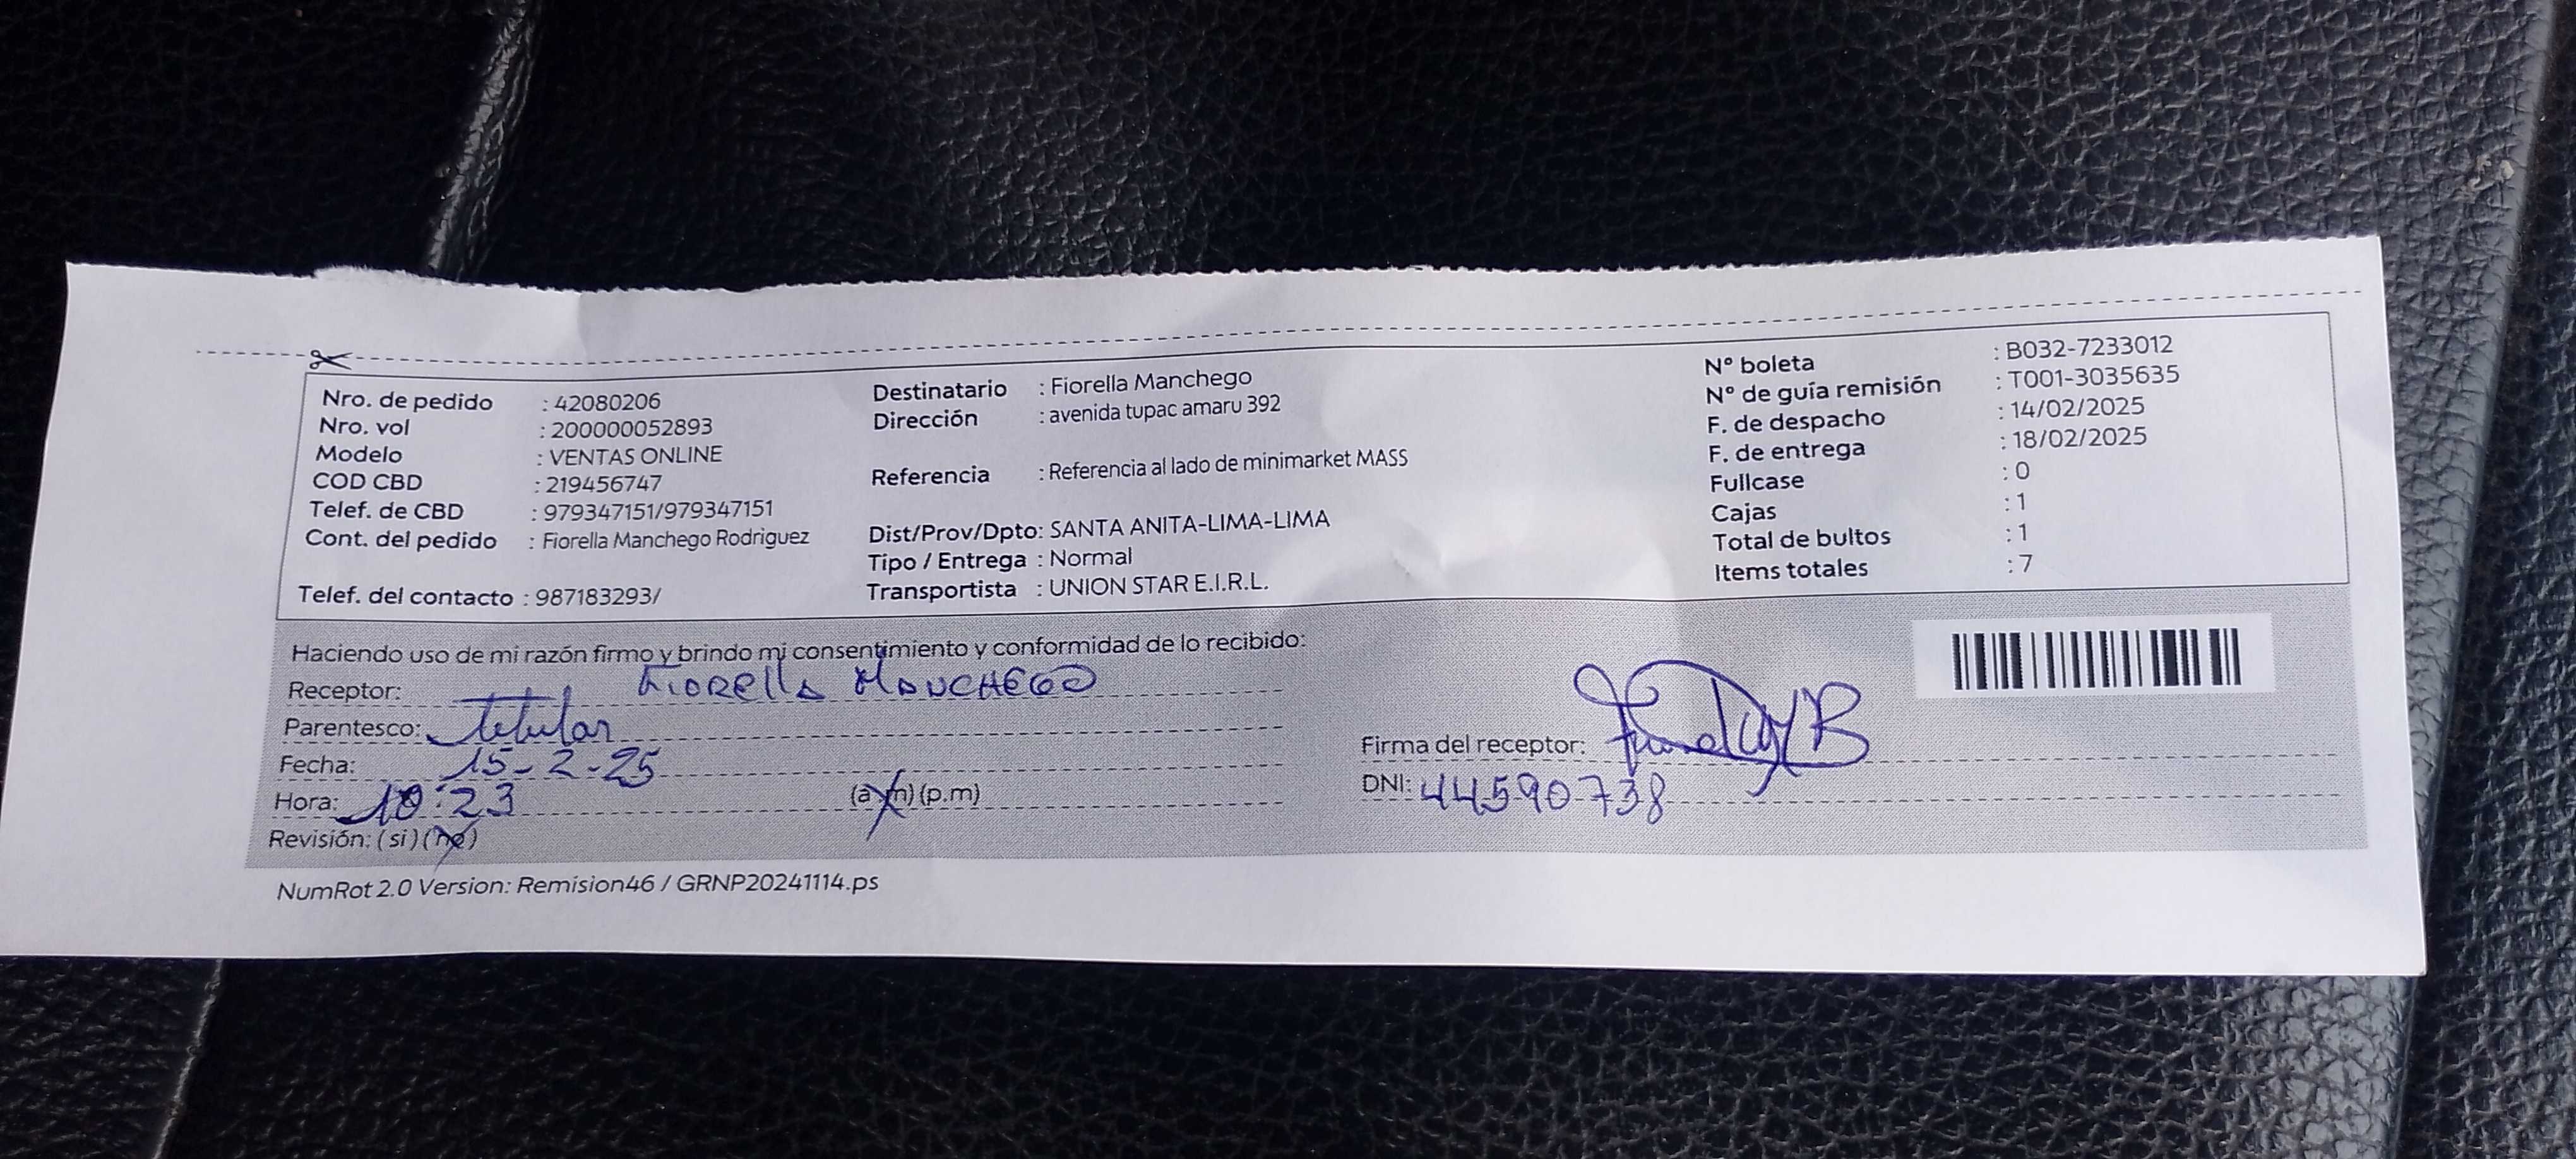 Nro. de pedido : 42080206
Nro. vol : 200000052893
Modelo : VENTAS ONLINE
COD CBD : 219456747
Telef. de CBD : 979347151/979347151
Cont. del pedido : Fiorella Manchego Rodriguez
Telef. del contacto : 987183293/
Destinatario : Fiorella Manchego
Dirección : avenida tupac amaru 392
Referencia : Referencia al lado de minimarket MASS
Dist/Prov/Dpto: SANTA ANITA-LIMA-LIMA
Tipo / Entrega : Normal
Transportista : UNION STAR E.I.R.L.
Nº boleta : B032-7233012
Nº de guía remisión : T001-3035635
F. de despacho : 14/02/2025
F. de entrega : 18/02/2025
Fullcase : 0
Cajas : 1
Total de bultos : 1
Items totales : 7
Haciendo uso de mi razón firmo y brindo mi consentimiento y conformidad de lo recibido:
Receptor: FIORElla MaNCHEGO
Parentesco: titular
Fecha: 15-2-25
Hora: 10:23 (a.m) (p.m)
Revisión: (si) (no)
Firma del receptor:
DNI: 44590738
NumRot 2.0 Version: Remision46 / GRNP20241114.ps